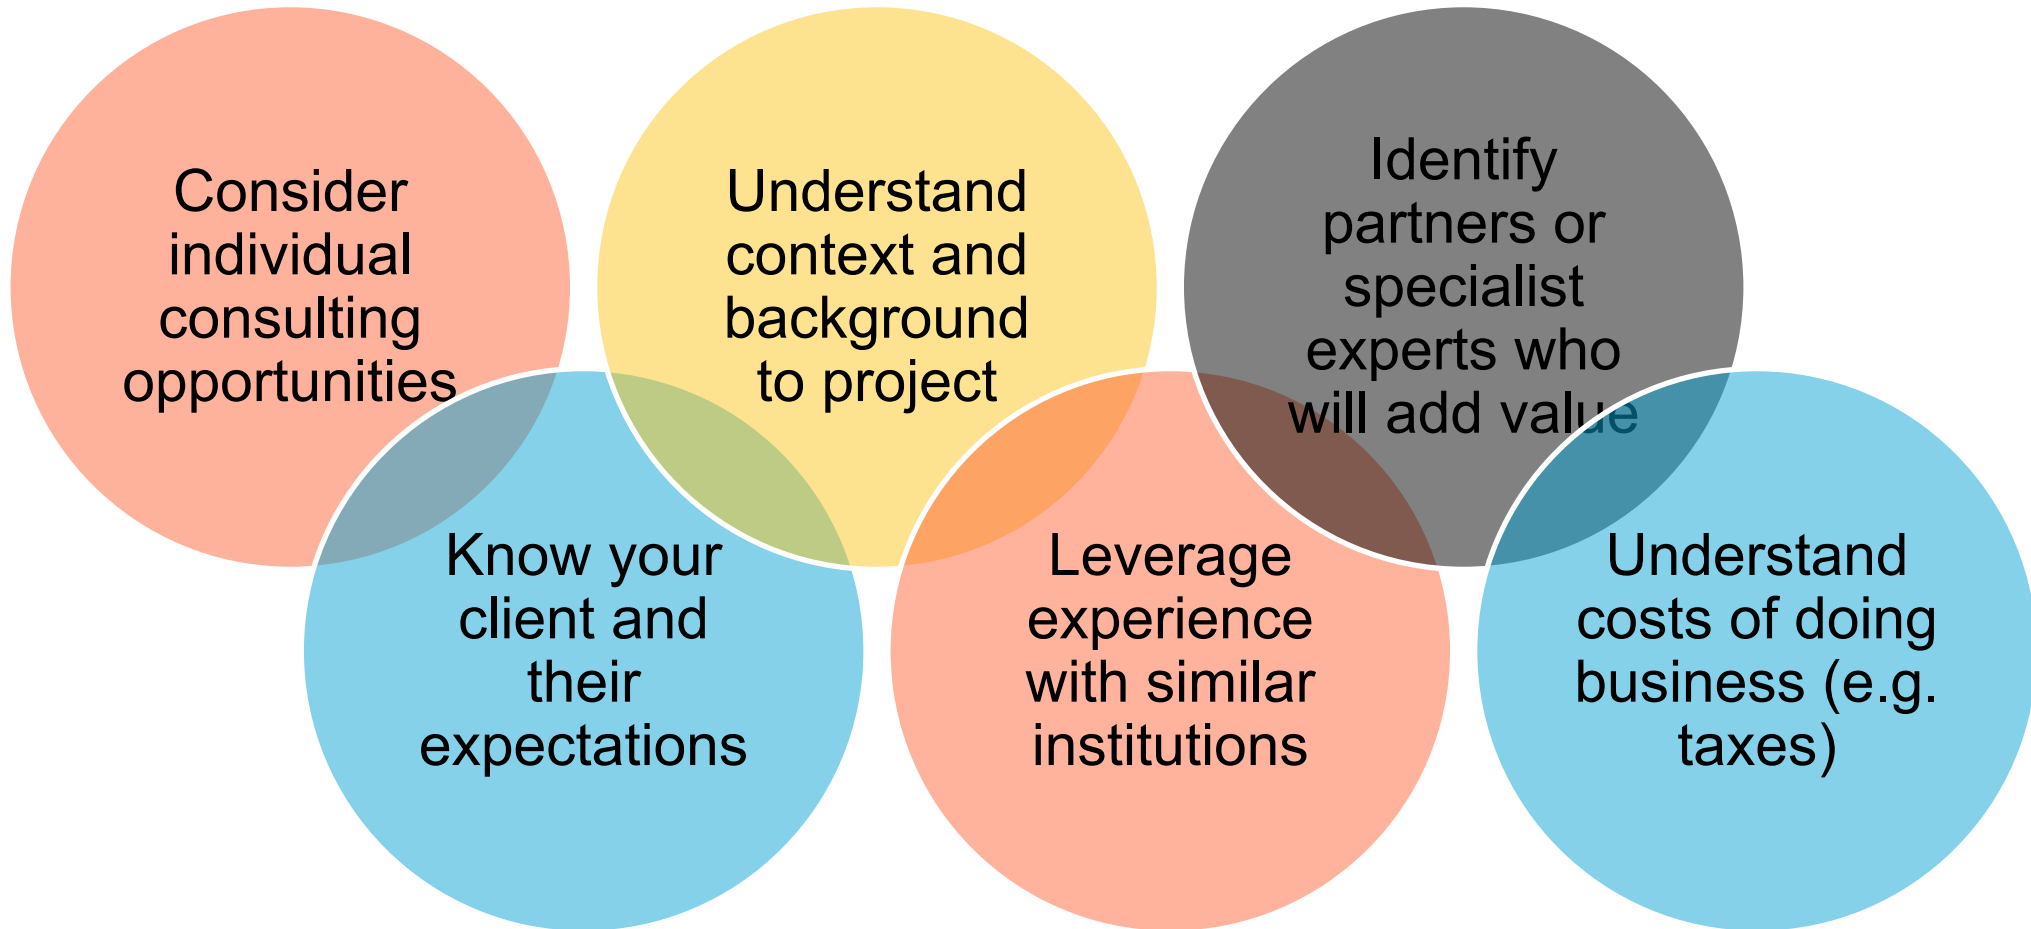 Consider
individual
consulting
opportunities
Know your
client and
their
expectations
Understand
context and
background
to project
Leverage
experience
with similar
institutions
Identify
partners or
specialist
experts who
will add value
Understand
costs of doing
business (e.g.
taxes)